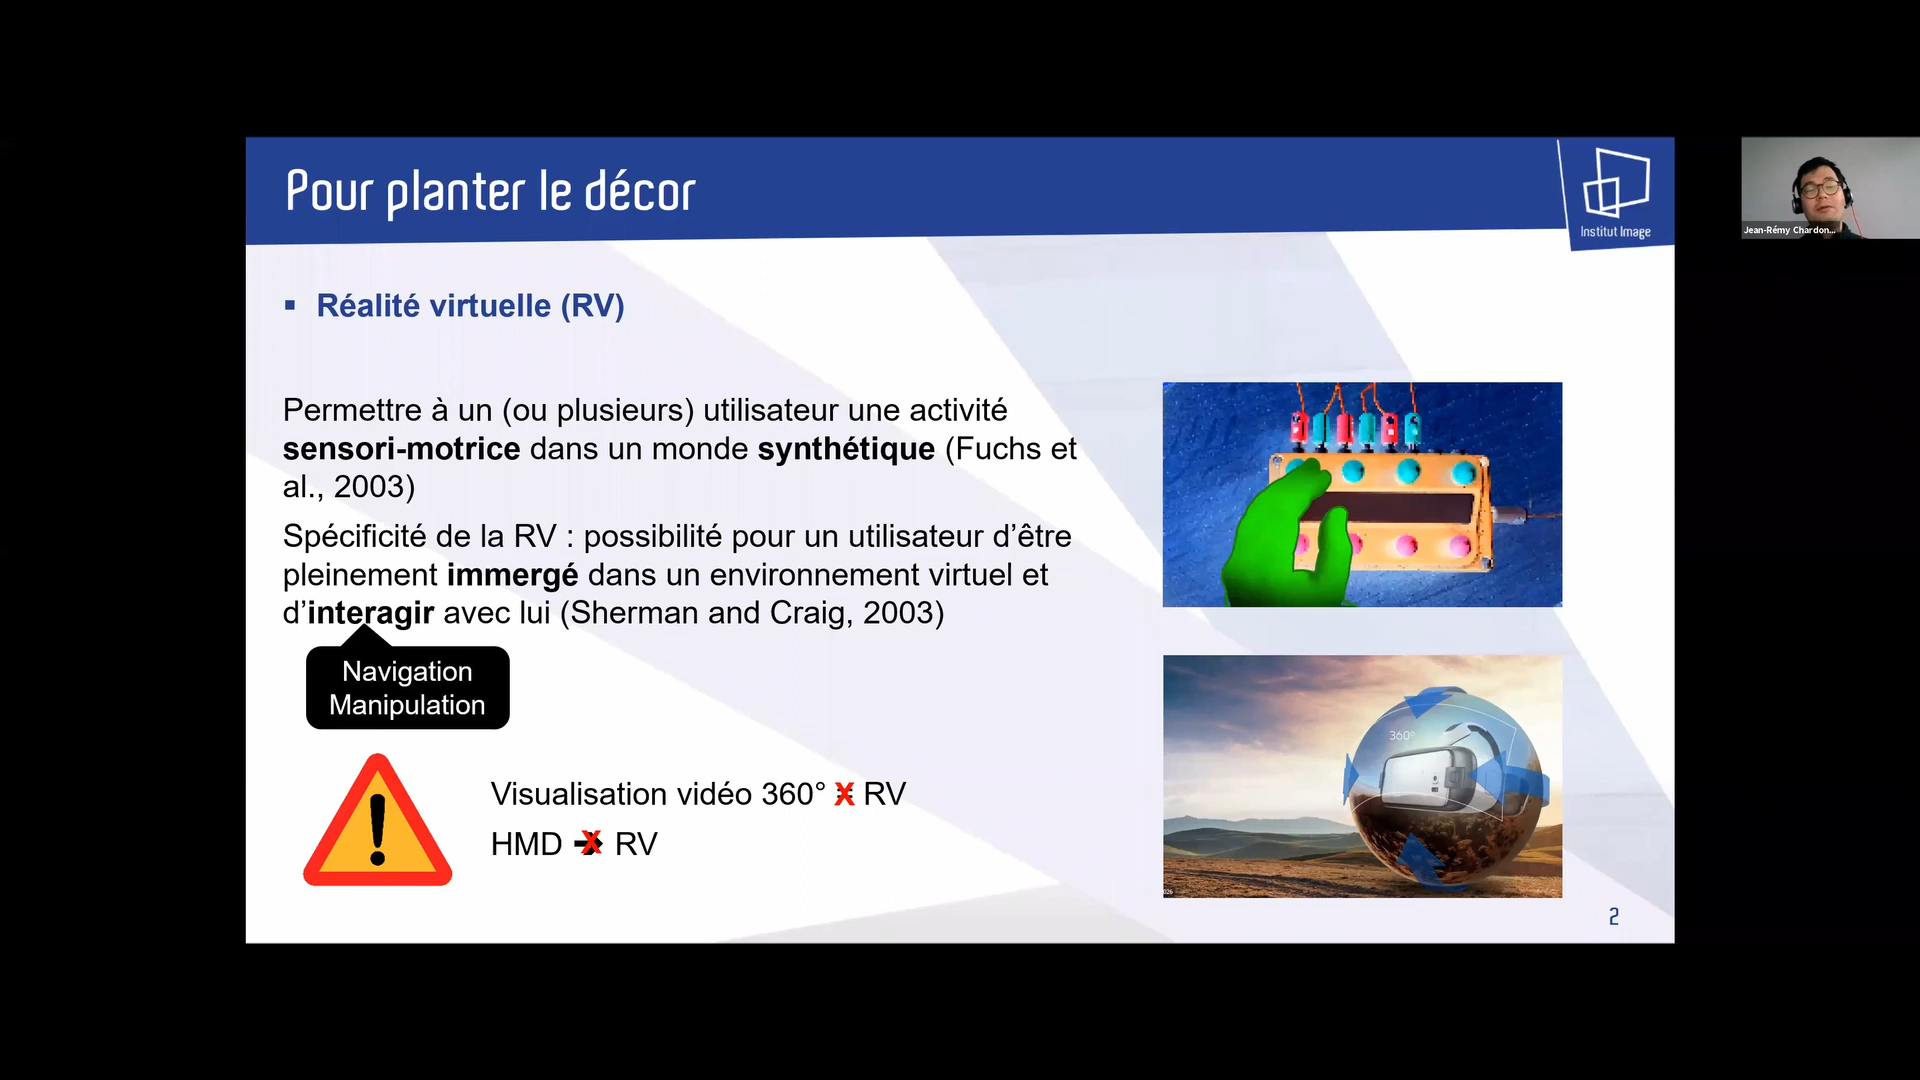 Pour planter le décor
Institut Image
Jean-Rémy Chardon...
▪ Réalité virtuelle (RV)
Permettre à un (ou plusieurs) utilisateur une activité
sensori-motrice dans un monde synthétique (Fuchs et
al., 2003)
Spécificité de la RV : possibilité pour un utilisateur d’être
pleinement immergé dans un environnement virtuel et
d’interagir avec lui (Sherman and Craig, 2003)
Navigation
Manipulation
360°
Visualisation vidéo 360° = X RV
HMD ➔ X RV
2